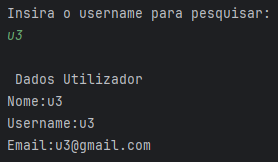 Insira o username para pesquisar:
u3
Dados Utilizador
Nome:u3
Username:u3
Email:u3@gmail.com